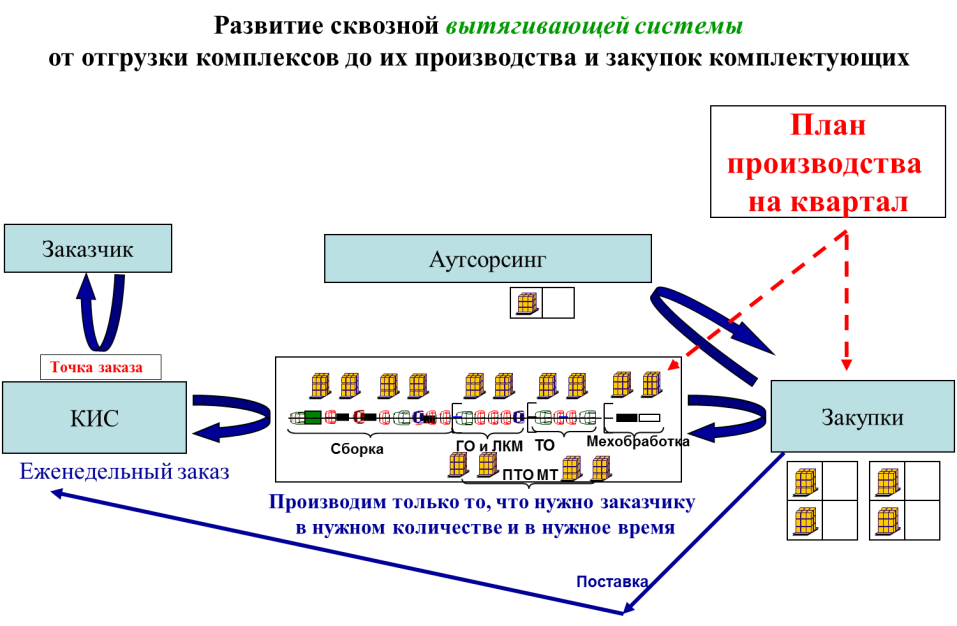 Развитие сквозной вытягивающей системы
от отгрузки комплексов до их производства и закупок комплектующих
План
производства
на квартал
Заказчик
Аутсорсинг
Точка заказа
КИС
Закупки
Сборка
ГО и ЛКМ
ТО
Мехобработка
ПТО МТ
Еженедельный заказ
Производим только то, что нужно заказчику
в нужном количестве и в нужное время
Поставка